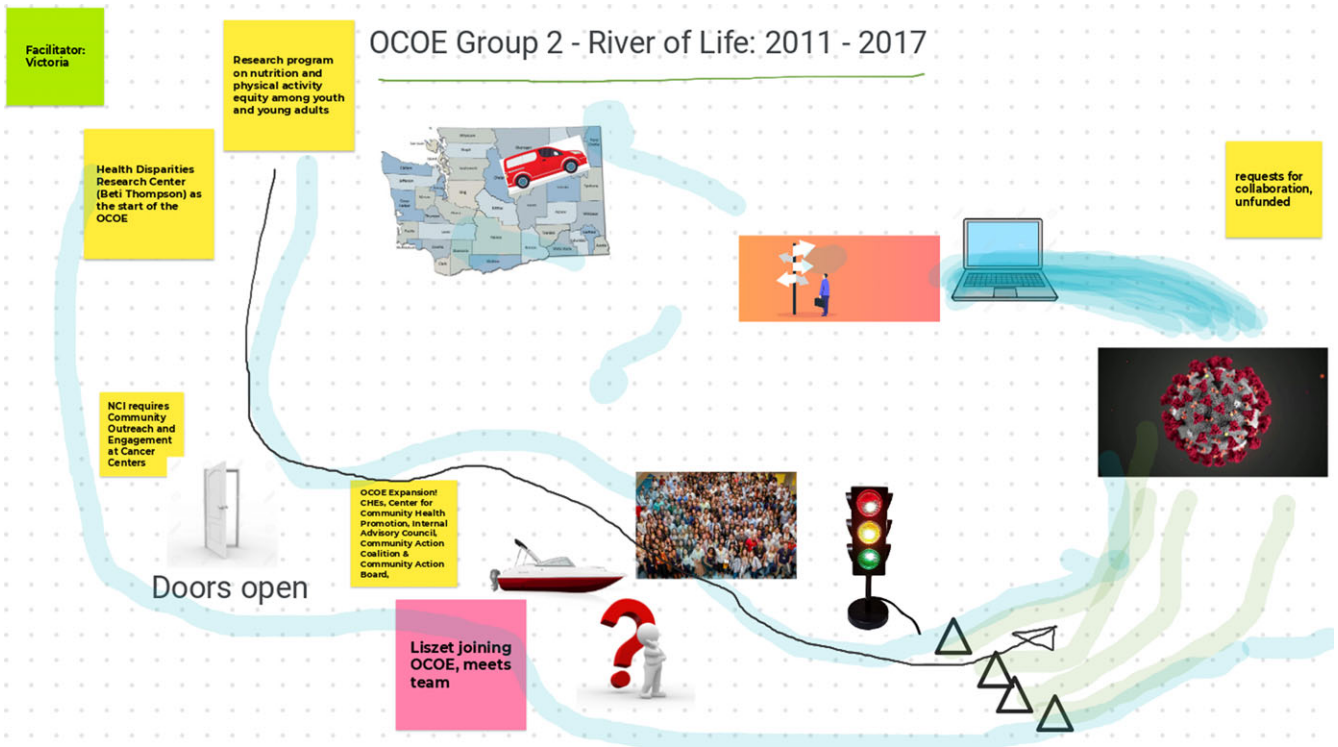 OCOE Group 2 - River of Life: 2011 - 2017
Facilitator:
Victoria
Research program
on nutrition and
physical activity
equity among youth
and young adults
Health Disparities
Research Center
(Beti Thompson) as
the start of the
OCOE
requests for
collaboration,
unfunded
NCI requires
Community
Outreach and
Engagement
at Cancer
Centers
Doors open
OCOE Expansion!
CHEs, Center for
Community Health
Promotion, Internal
Advisory Council,
Community Action
Coalition &
Community Action
Board,
Liszet joining
OCOE, meets
team